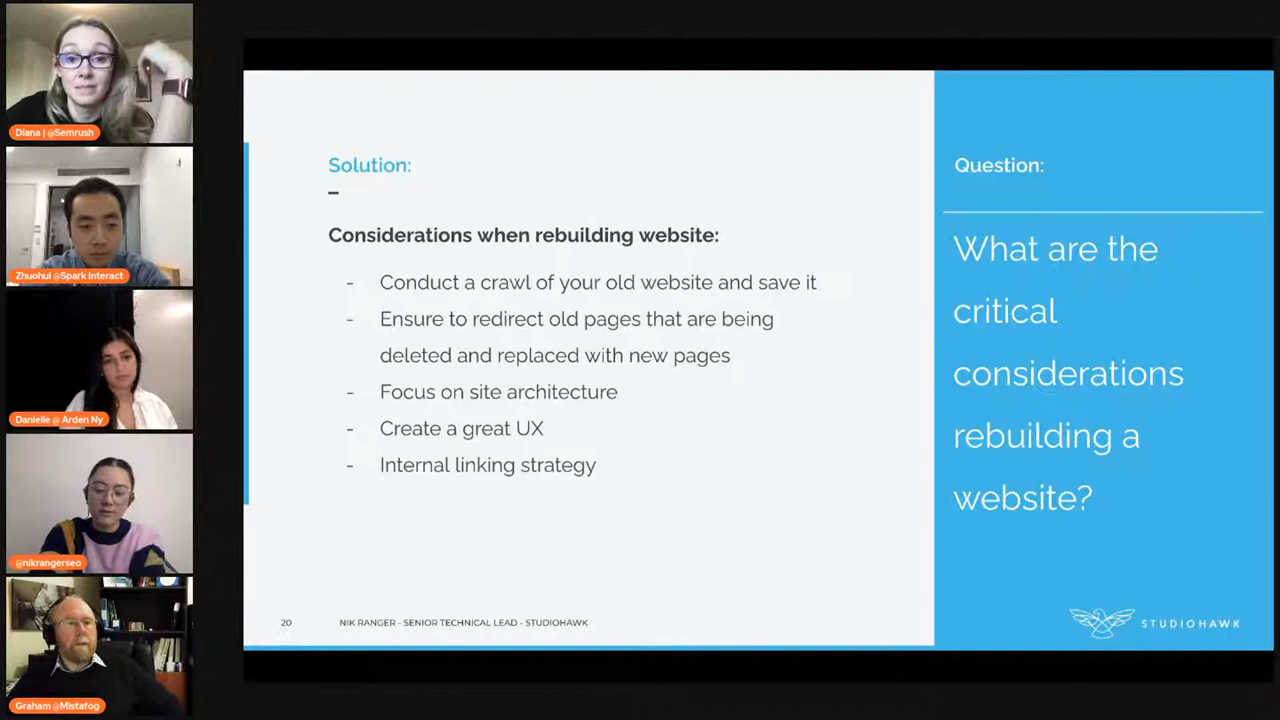 Diana | @Semrush
Zhuohui @Spark Interact
Danielle @ Arden Ny
@nikrangerseo
Graham @Mistafog
Solution:
–
Considerations when rebuilding website:
- Conduct a crawl of your old website and save it
- Ensure to redirect old pages that are being
deleted and replaced with new pages
- Focus on site architecture
- Create a great UX
- Internal linking strategy
20
NIK RANGER - SENIOR TECHNICAL LEAD - STUDIOHAWK
Question:
What are the
critical
considerations
rebuilding a
website?
STUDIOHAWK